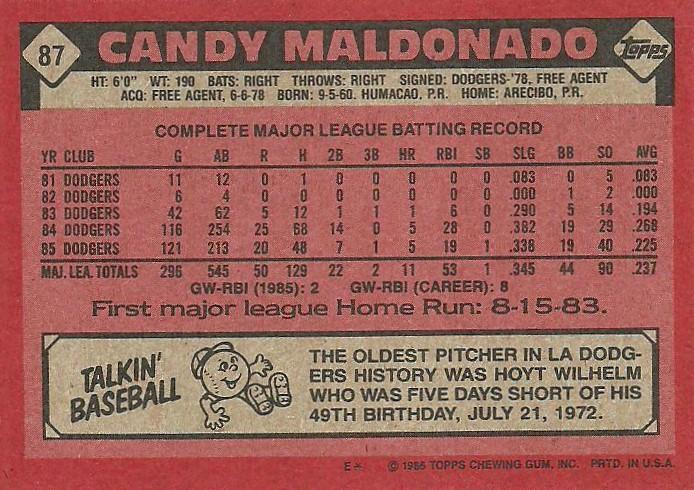 87 CANDY MALDONADO Topps
HT: 6'0" WT: 190 BATS: RIGHT THROWS: RIGHT SIGNED: DODGERS-'78, FREE AGENT
ACQ: FREE AGENT, 6-6-78 BORN: 9-5-60, HUMACAO, P.R. HOME: ARECIBO, P.R.
COMPLETE MAJOR LEAGUE BATTING RECORD
YR CLUB G AB R H 2B 3B HR RBI SB SLG BB SO AVG
81 DODGERS 11 12 0 1 0 0 0 0 0 .083 0 5 .083
82 DODGERS 6 4 0 0 0 0 0 0 0 .000 1 2 .000
83 DODGERS 42 62 5 12 1 1 1 6 0 .290 5 14 .194
84 DODGERS 116 254 25 68 14 0 5 28 0 .382 19 29 .268
85 DODGERS 121 213 20 48 7 1 5 19 1 .338 19 40 .225
MAJ. LEA. TOTALS 296 545 50 129 22 2 11 53 1 .345 44 90 .237
GW-RBI (1985): 2 GW-RBI (CAREER): 8
First major league Home Run: 8-15-83.
TALKIN' BASEBALL
THE OLDEST PITCHER IN LA DODG-
ERS HISTORY WAS HOYT WILHELM
WHO WAS FIVE DAYS SHORT OF HIS
49TH BIRTHDAY, JULY 21, 1972.
E* © 1986 TOPPS CHEWING GUM, INC. PRTD. IN U.S.A.